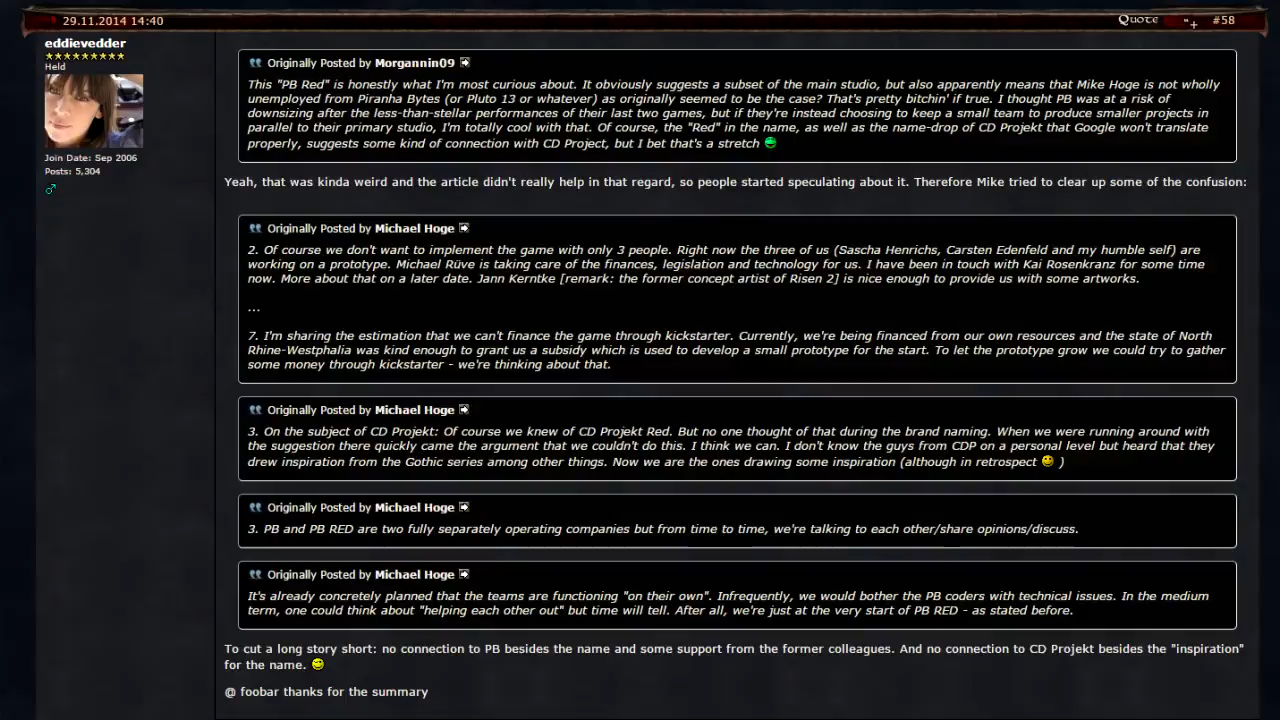 29.11.2014 14:40
Quote
#58
eddievedder
Held
Join Date: Sep 2006
Posts: 5,304
Originally Posted by Morgannin09
This "PB Red" is honestly what I'm most curious about. It obviously suggests a subset of the main studio, but also apparently means that Mike Hoge is not wholly
unemployed from Piranha Bytes (or Pluto 13 or whatever) as originally seemed to be the case? That's pretty bitchin' if true. I thought PB was at a risk of
downsizing after the less-than-stellar performances of their last two games, but if they're instead choosing to keep a small team to produce smaller projects in
parallel to their primary studio, I'm totally cool with that. Of course, the "Red" in the name, as well as the name-drop of CD Projekt that Google won't translate
properly, suggests some kind of connection with CD Project, but I bet that's a stretch
Yeah, that was kinda weird and the article didn't really help in that regard, so people started speculating about it. Therefore Mike tried to clear up some of the confusion:
Originally Posted by Michael Hoge
2. Of course we don't want to implement the game with only 3 people. Right now the three of us (Sascha Henrichs, Carsten Edenfeld and my humble self) are
working on a prototype. Michael Rüve is taking care of the finances, legislation and technology for us. I have been in touch with Kai Rosenkranz for some time
now. More about that on a later date. Jann Kerntke [remark: the former concept artist of Risen 2] is nice enough to provide us with some artworks.
...
7. I'm sharing the estimation that we can't finance the game through kickstarter. Currently, we're being financed from our own resources and the state of North
Rhine-Westphalia was kind enough to grant us a subsidy which is used to develop a small prototype for the start. To let the prototype grow we could try to gather
some money through kickstarter - we're thinking about that.
Originally Posted by Michael Hoge
3. On the subject of CD Projekt: Of course we knew of CD Projekt Red. But no one thought of that during the brand naming. When we were running around with
the suggestion there quickly came the argument that we couldn't do this. I think we can. I don't know the guys from CDP on a personal level but heard that they
drew inspiration from the Gothic series among other things. Now we are the ones drawing some inspiration (although in retrospect )
Originally Posted by Michael Hoge
3. PB and PB RED are two fully separately operating companies but from time to time, we're talking to each other/share opinions/discuss.
Originally Posted by Michael Hoge
It's already concretely planned that the teams are functioning "on their own". Infrequently, we would bother the PB coders with technical issues. In the medium
term, one could think about "helping each other out" but time will tell. After all, we're just at the very start of PB RED - as stated before.
To cut a long story short: no connection to PB besides the name and some support from the former colleagues. And no connection to CD Projekt besides the "inspiration"
for the name.
@ foobar thanks for the summary